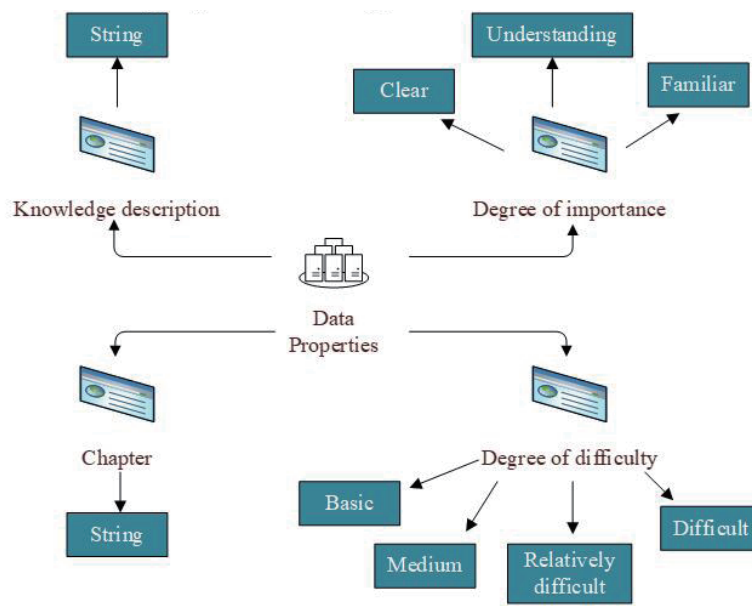 String
Understanding
Clear
Familiar
Knowledge description
Degree of importance
Data
Properties
Chapter
Degree of difficulty
Basic
String
Difficult
Medium
Relatively
difficult